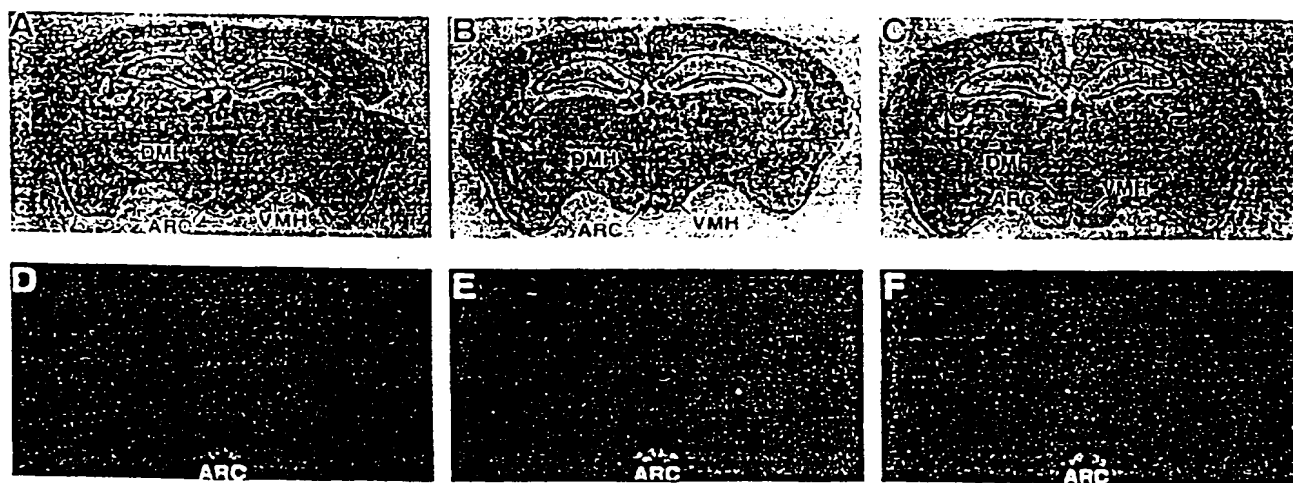 A B C
DMH DMH DMH
VMH
ARC
ARC VMH ARC VMH
D E F
ARC ARC ARC